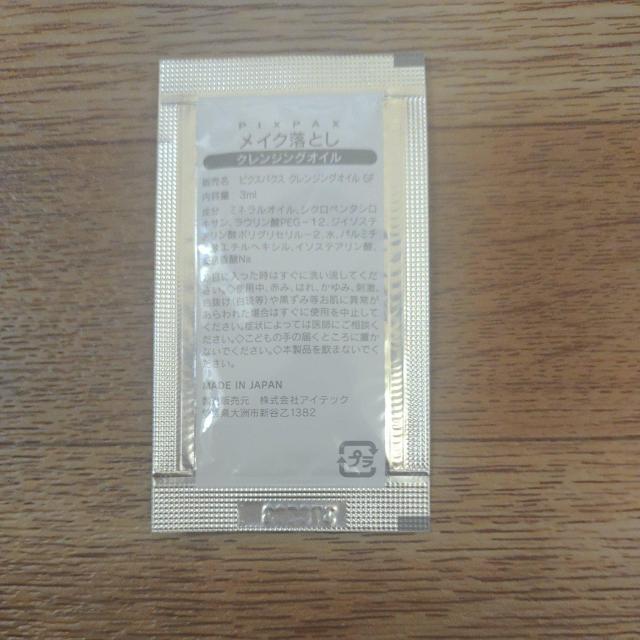 PIXPAX
メイク落とし
クレンジングオイル
販売名 ピクスパクス クレンジングオイル GF
内容量 3ml
成分 ミネラルオイル、シクロペンタシロ
キサン、ラウリン酸PEG-12、ジイソステ
アリン酸ポリグリセリル-2、水、パルミチ
酸エチルヘキシル、イソステアリン酸、
酸Na
目に入った時はすぐに洗い流してくだ
さい。◇使用中、赤み、はれ、かゆみ、刺激、
色抜け(白斑等)や黒ずみ等お肌に異常が
あらわれた場合はすぐに使用を中止して
ください。症状によっては医師にご相談く
ださい。◇こどもの手の届くところに置か
ないでください。◇本製品を飲まないでく
ださい。
MADE IN JAPAN
製造販売元 株式会社アイテック
愛媛県大洲市新谷乙1382
プラ